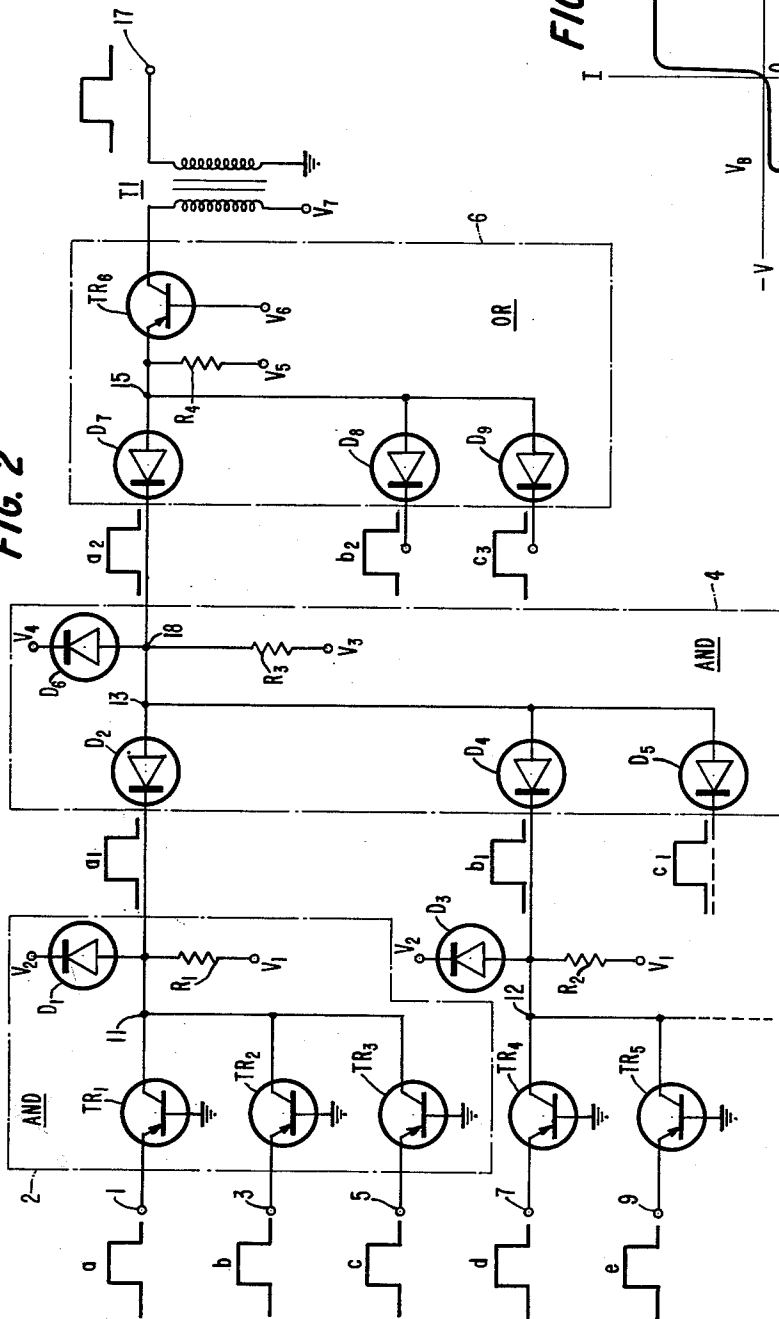 FIG. 2
FIG
a
1
2
AND
TR1
11
D1
V2
R1
V1
a1
b
3
TR2
c
5
TR3
d
7
TR4
12
D3
V2
R2
V1
b1
e
9
TR5
c1
D2
13
D6
V4
18
R3
V3
D4
D5
AND
4
a2
D7
15
R4
V5
TR6
V6
b2
D8
c3
D9
OR
6
T1
V7
17
I
VB
O
-V